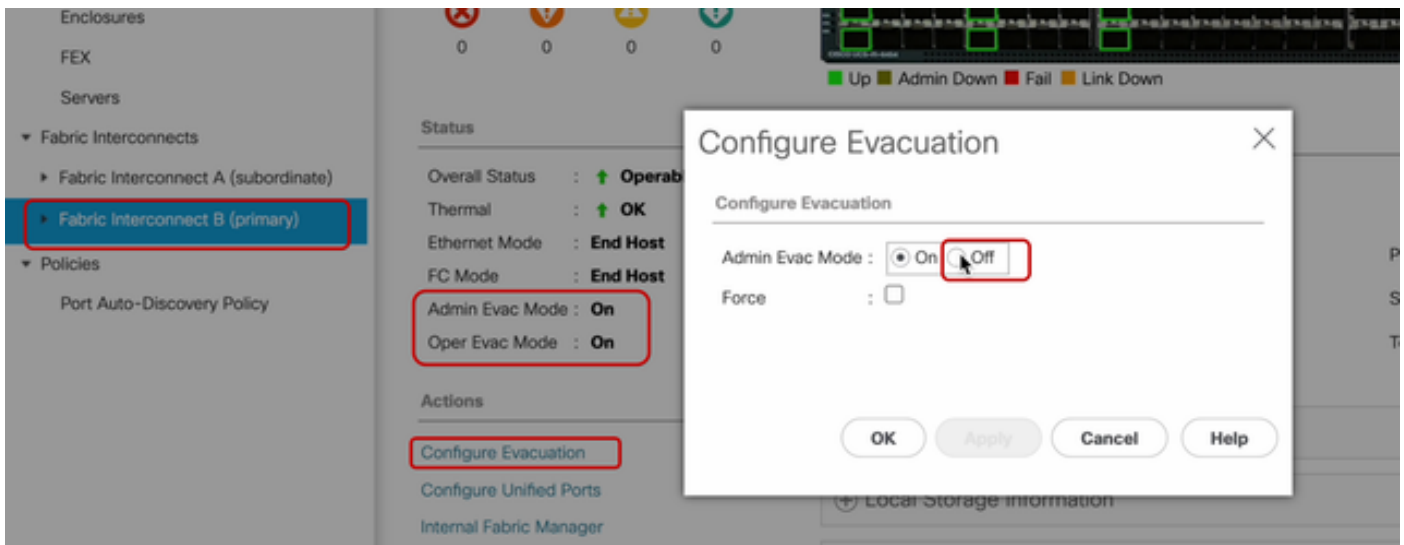 Enclosures
FEX
Servers
Fabric Interconnects
Fabric Interconnect A (subordinate)
Fabric Interconnect B (primary)
Policies
Port Auto-Discovery Policy
0 0 0 0
Up Admin Down Fail Link Down
Status
Overall Status : Operab
Thermal : OK
Ethernet Mode : End Host
FC Mode : End Host
Admin Evac Mode : On
Oper Evac Mode : On
Actions
Configure Evacuation
Configure Unified Ports
Internal Fabric Manager
Configure Evacuation
Configure Evacuation
Admin Evac Mode : On Off
Force :
OK Apply Cancel Help
Local Storage Information
P
S